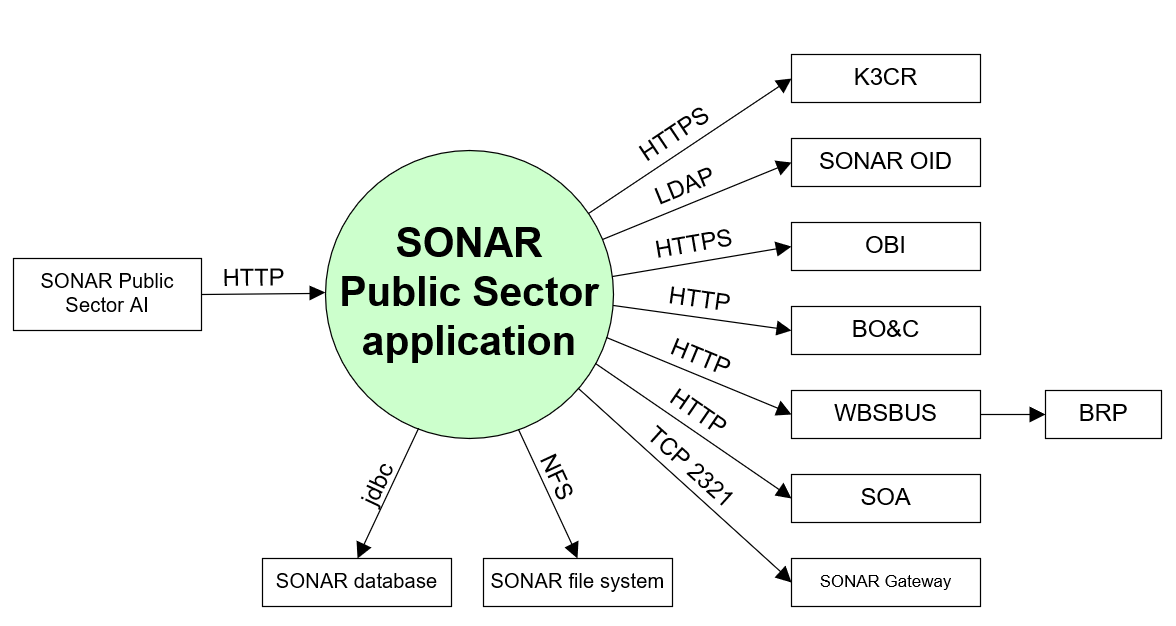 K3CR
HTTPS
SONAR OID
LDAP
SONAR
Public Sector
application
HTTPS
OBI
SONAR Public
Sector AI
HTTP
HTTP
BO&C
HTTP
WBSBUS
BRP
HTTP
SOA
TCP 2321
SONAR Gateway
jdbc
NFS
SONAR database
SONAR file system